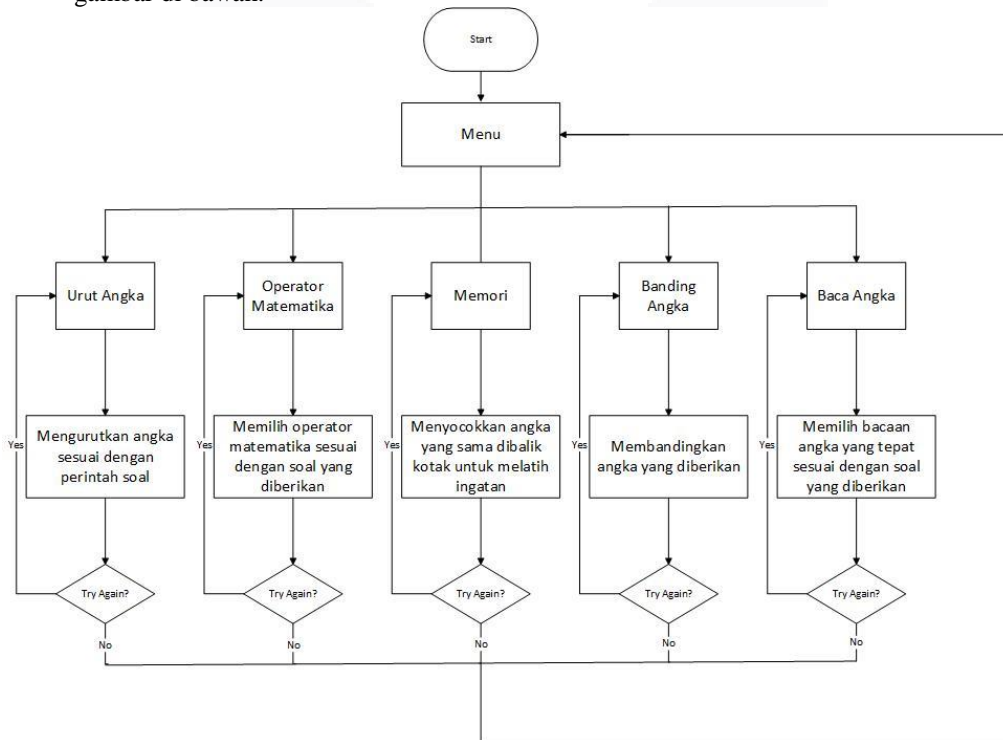 gambar di bawah.
Start
Menu
Urut Angka
Operator
Matematika
Memori
Banding
Angka
Baca Angka
Yes
Mengurutkan angka
sesuai dengan
perintah soal
Yes
Memilih operator
matematika sesuai
dengan soal yang
diberikan
Yes
Menyocokkan angka
yang sama dibalik
kotak untuk melatih
ingatan
Yes
Membandingkan
angka yang diberikan
Yes
Memilih bacaan
angka yang tepat
sesuai dengan soal
yang diberikan
Try Again?
Try Again?
Try Again?
Try Again?
Try Again?
No
No
No
No
No